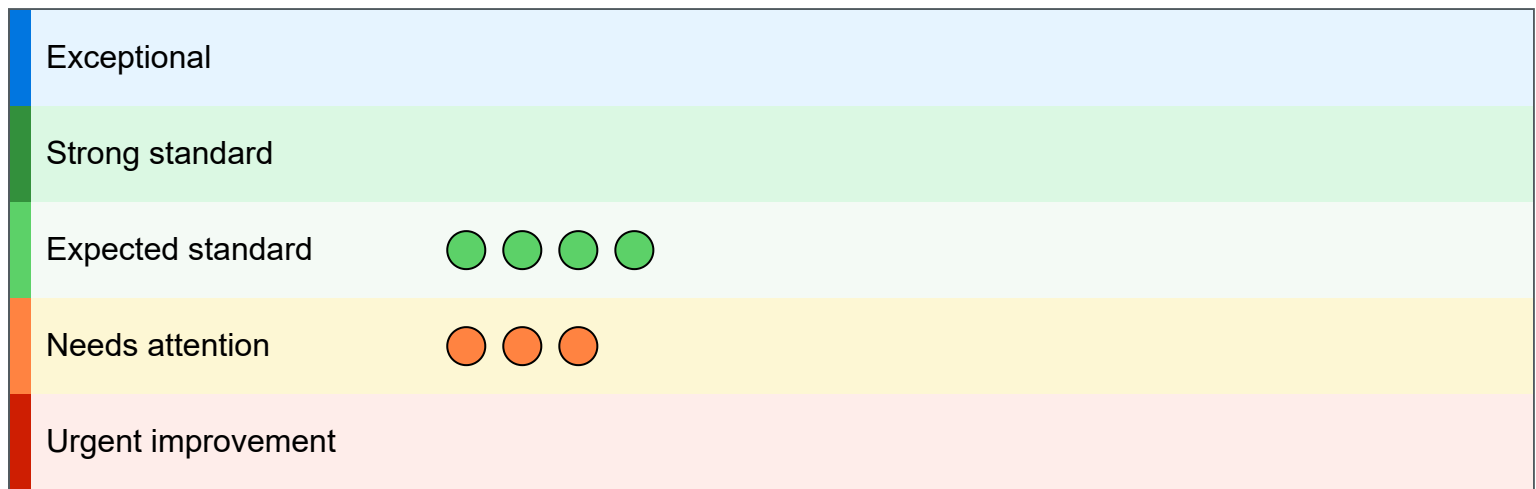 Exceptional
Strong standard
Expected standard
Needs attention
Urgent improvement